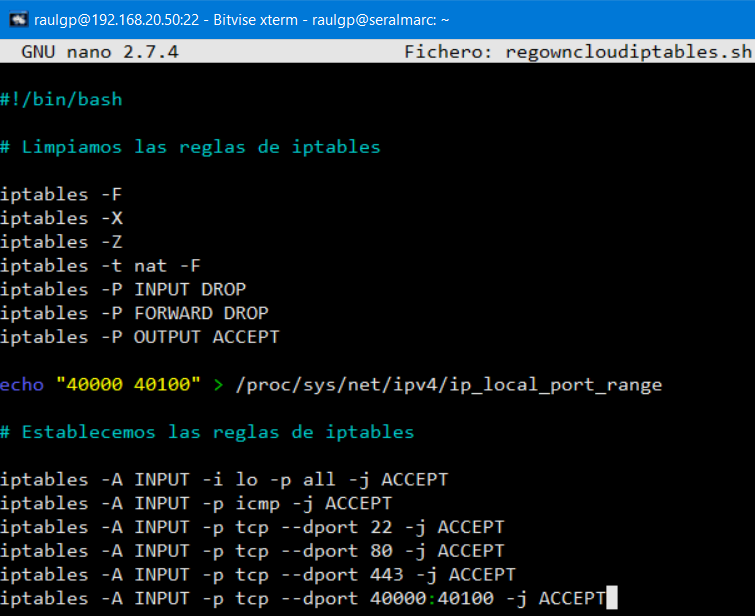 raulgp@192.168.20.50:22 - Bitvise xterm - raulgp@seralmarc: ~
GNU nano 2.7.4 Fichero: regowncloudiptables.sh
#!/bin/bash
# Limpiamos las reglas de iptables
iptables -F
iptables -X
iptables -Z
iptables -t nat -F
iptables -P INPUT DROP
iptables -P FORWARD DROP
iptables -P OUTPUT ACCEPT
echo "40000 40100" > /proc/sys/net/ipv4/ip_local_port_range
# Establecemos las reglas de iptables
iptables -A INPUT -i lo -p all -j ACCEPT
iptables -A INPUT -p icmp -j ACCEPT
iptables -A INPUT -p tcp --dport 22 -j ACCEPT
iptables -A INPUT -p tcp --dport 80 -j ACCEPT
iptables -A INPUT -p tcp --dport 443 -j ACCEPT
iptables -A INPUT -p tcp --dport 40000:40100 -j ACCEPT